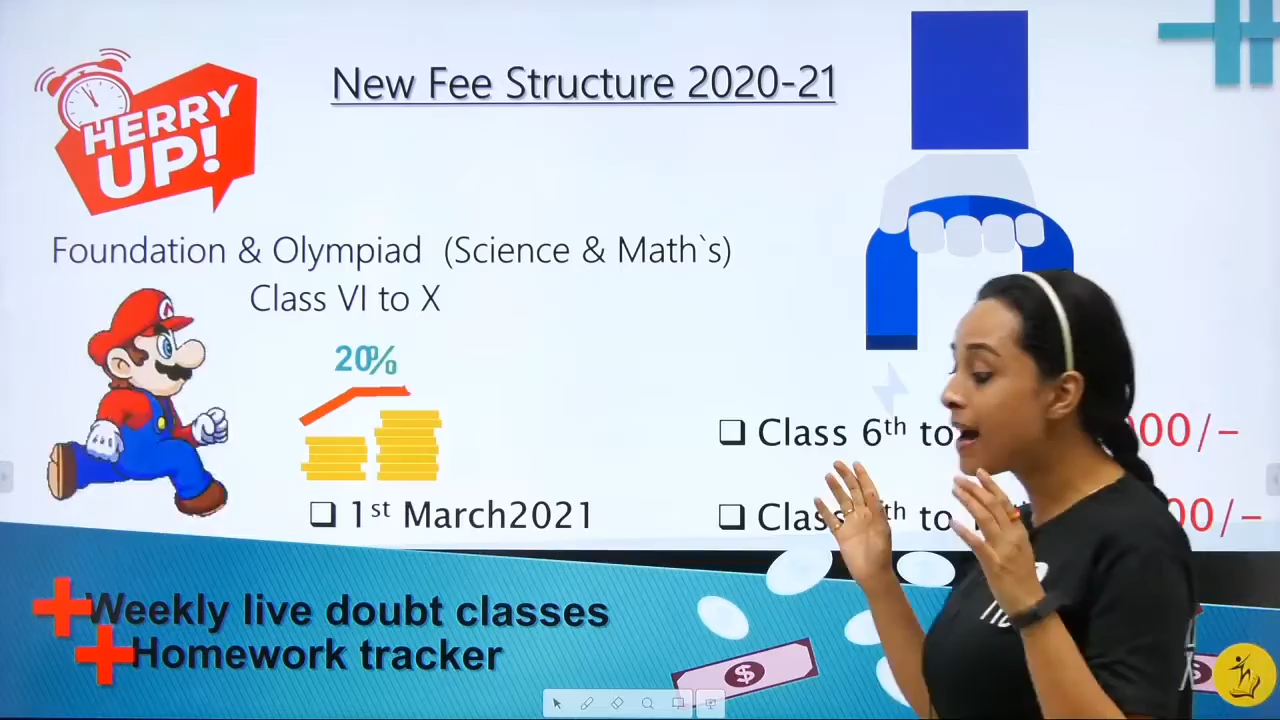 New Fee Structure 2020-21
HERRY
UP!
Foundation & Olympiad (Science & Math`s)
Class VI to X
20%
❑ Class 6th to 000/–
❑ 1st March2021
❑ Class to 00/–
Weekly live doubt classes
Homework tracker